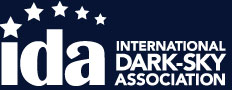 ida
INTERNATIONAL
DARK-SKY
ASSOCIATION